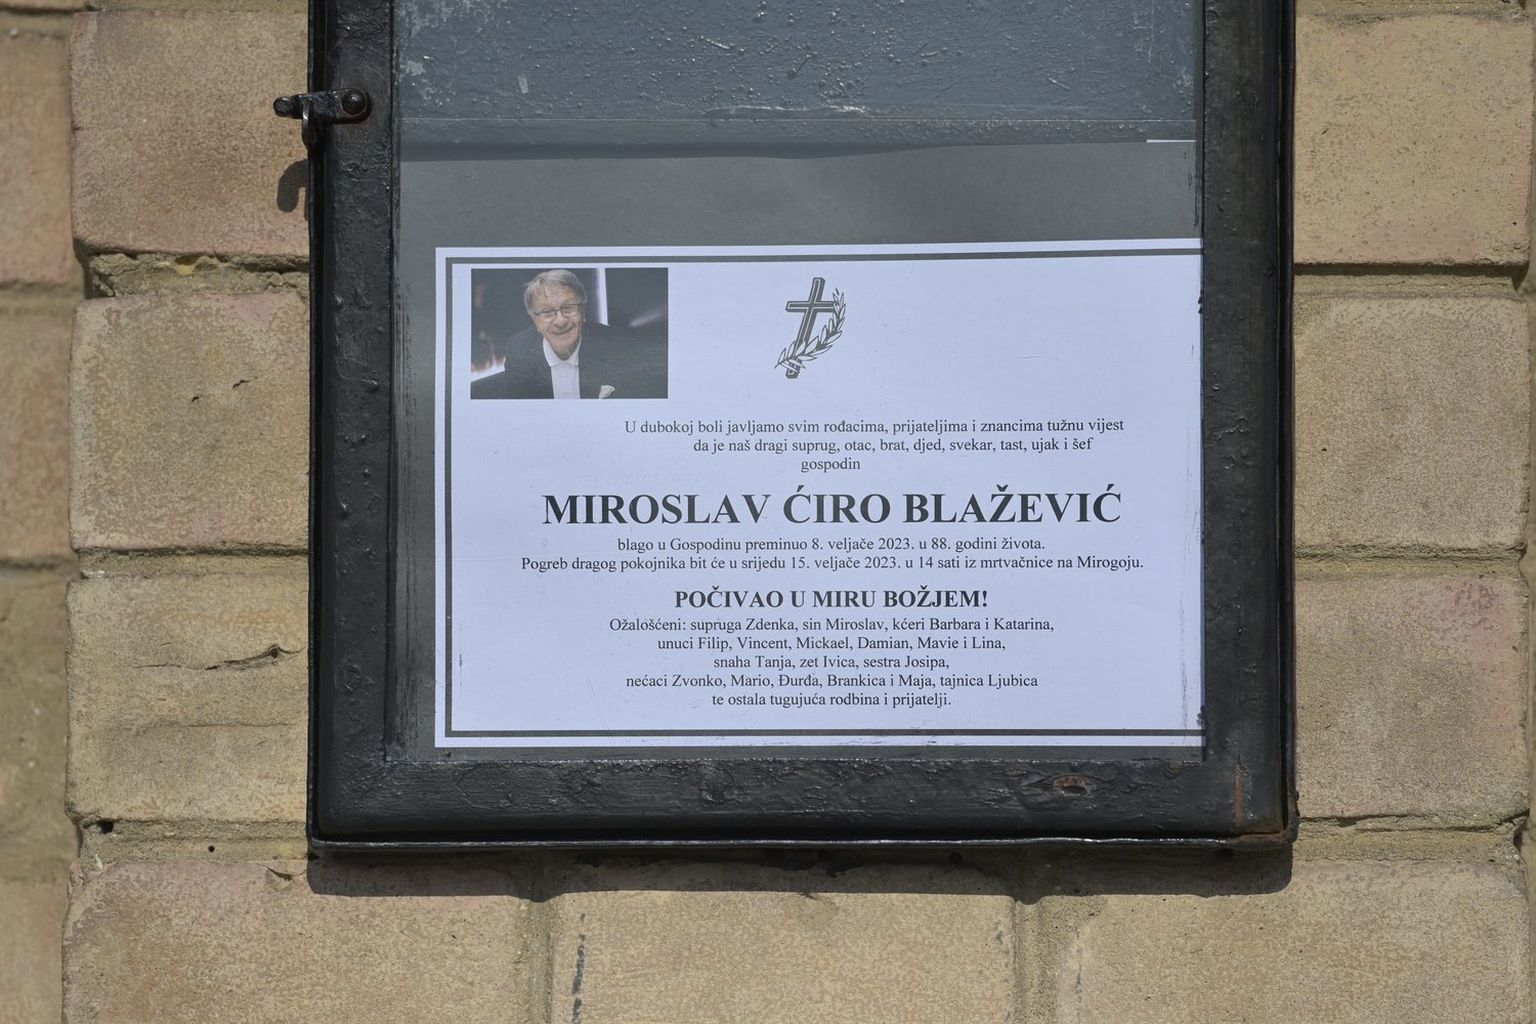 U dubokoj boli javljamo svim rođacima, prijateljima i znancima tužnu vijest
da je naš dragi suprug, otac, brat, djed, svekar, tast, ujak i šef
gospodin
MIROSLAV ĆIRO BLAŽEVIĆ
blago u Gospodinu preminuo 8. veljače 2023. u 88. godini života.
Pogreb dragog pokojnika bit će u srijedu 15. veljače 2023. u 14 sati iz mrtvačnice na Mirogoju.
POČIVAO U MIRU BOŽJEM!
Ožalošćeni: supruga Zdenka, sin Miroslav, kćeri Barbara i Katarina,
unuci Filip, Vincent, Mickael, Damian, Mavie i Lina,
snaha Tanja, zet Ivica, sestra Josipa,
nećaci Zvonko, Mario, Đurđa, Brankica i Maja, tajnica Ljubica
te ostala tugujuća rodbina i prijatelji.